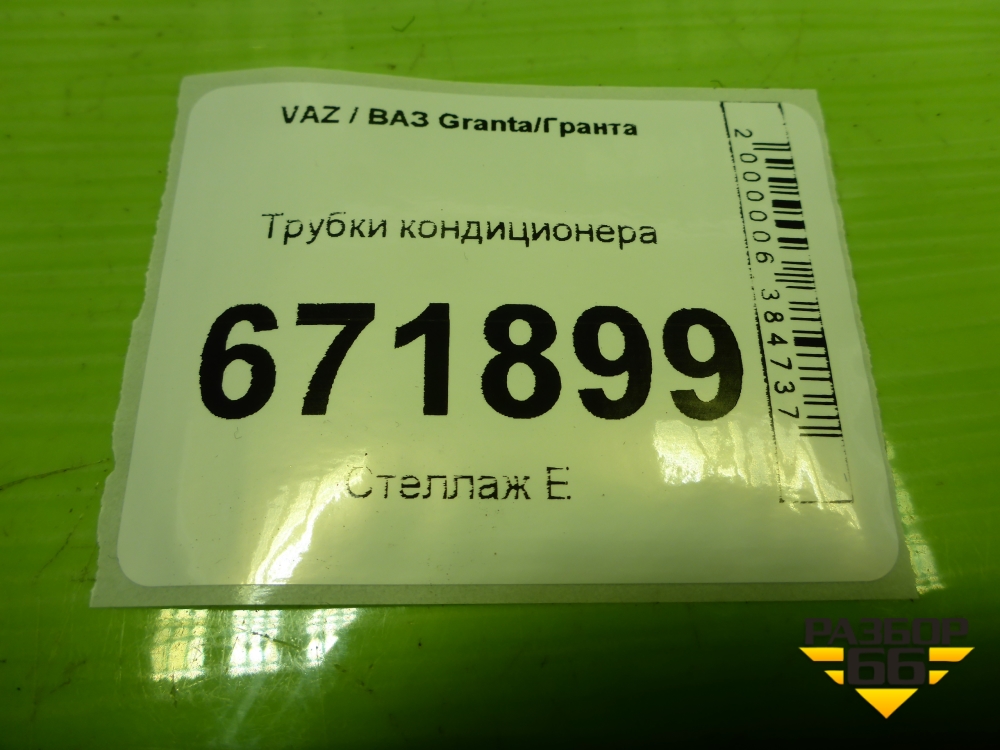 VAZ / ВАЗ Granta/Гранта
Трубки кондиционера
671899
Стеллаж Е
2000006384737
РАЗБОР
66